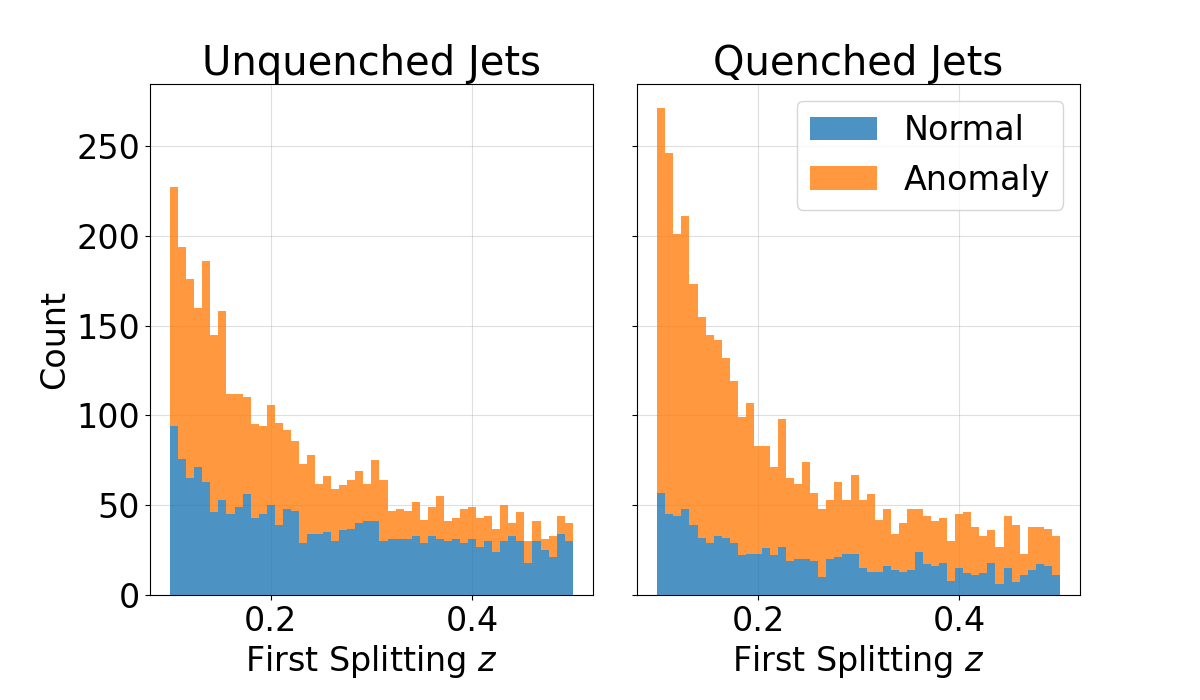 Unquenched Jets
Quenched Jets
Normal
Anomaly
Count
250
200
150
100
50
0
0.2
0.4
0.2
0.4
First Splitting z
First Splitting z